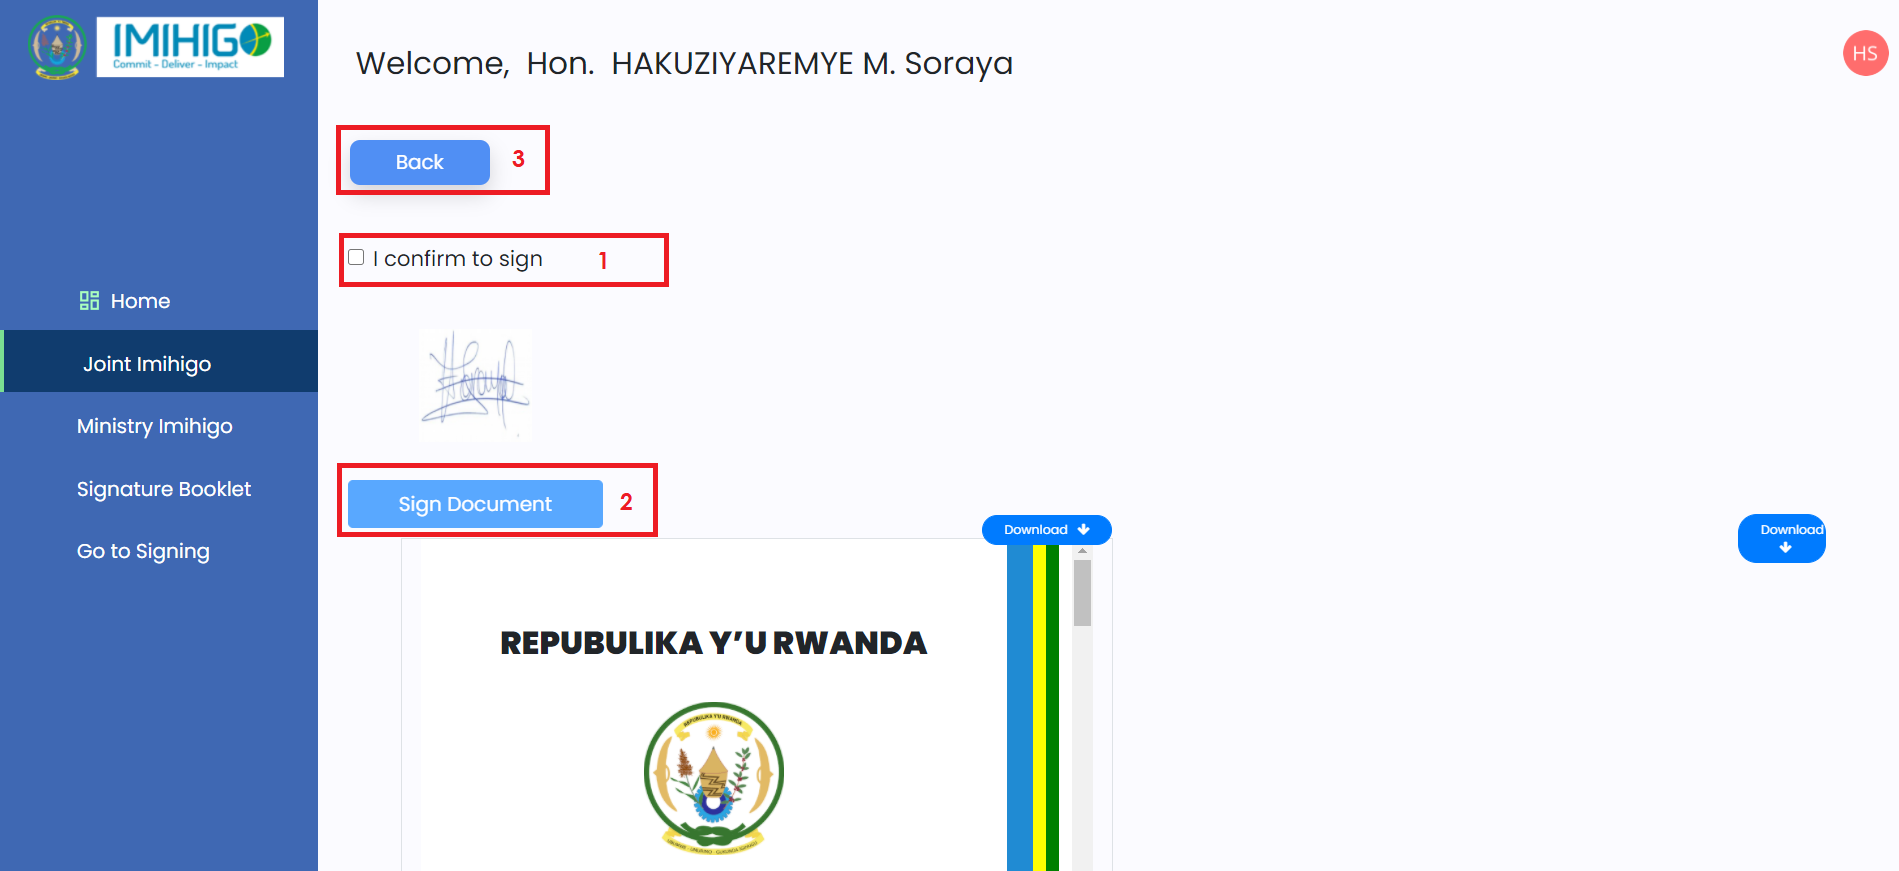 IMIHIGO
Commit - Deliver - Impact
Welcome, Hon. HAKUZIYAREMYE M. Soraya
HS
Back
3
I confirm to sign
1
Home
Joint Imihigo
Ministry Imihigo
Signature Booklet
Go to Signing
Sign Document
2
Download
Download
REPUBULIKA Y’U RWANDA
REPUBULIKA Y'U RWANDA